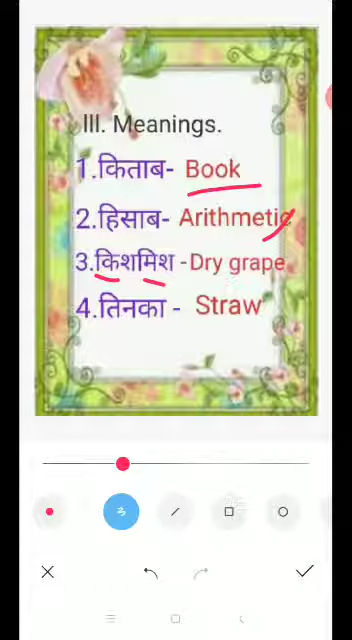 III. Meanings.
1.किताब- Book
2.हिसाब- Arithmetic
3.किशमिश -Dry grape
4.तिनका - Straw